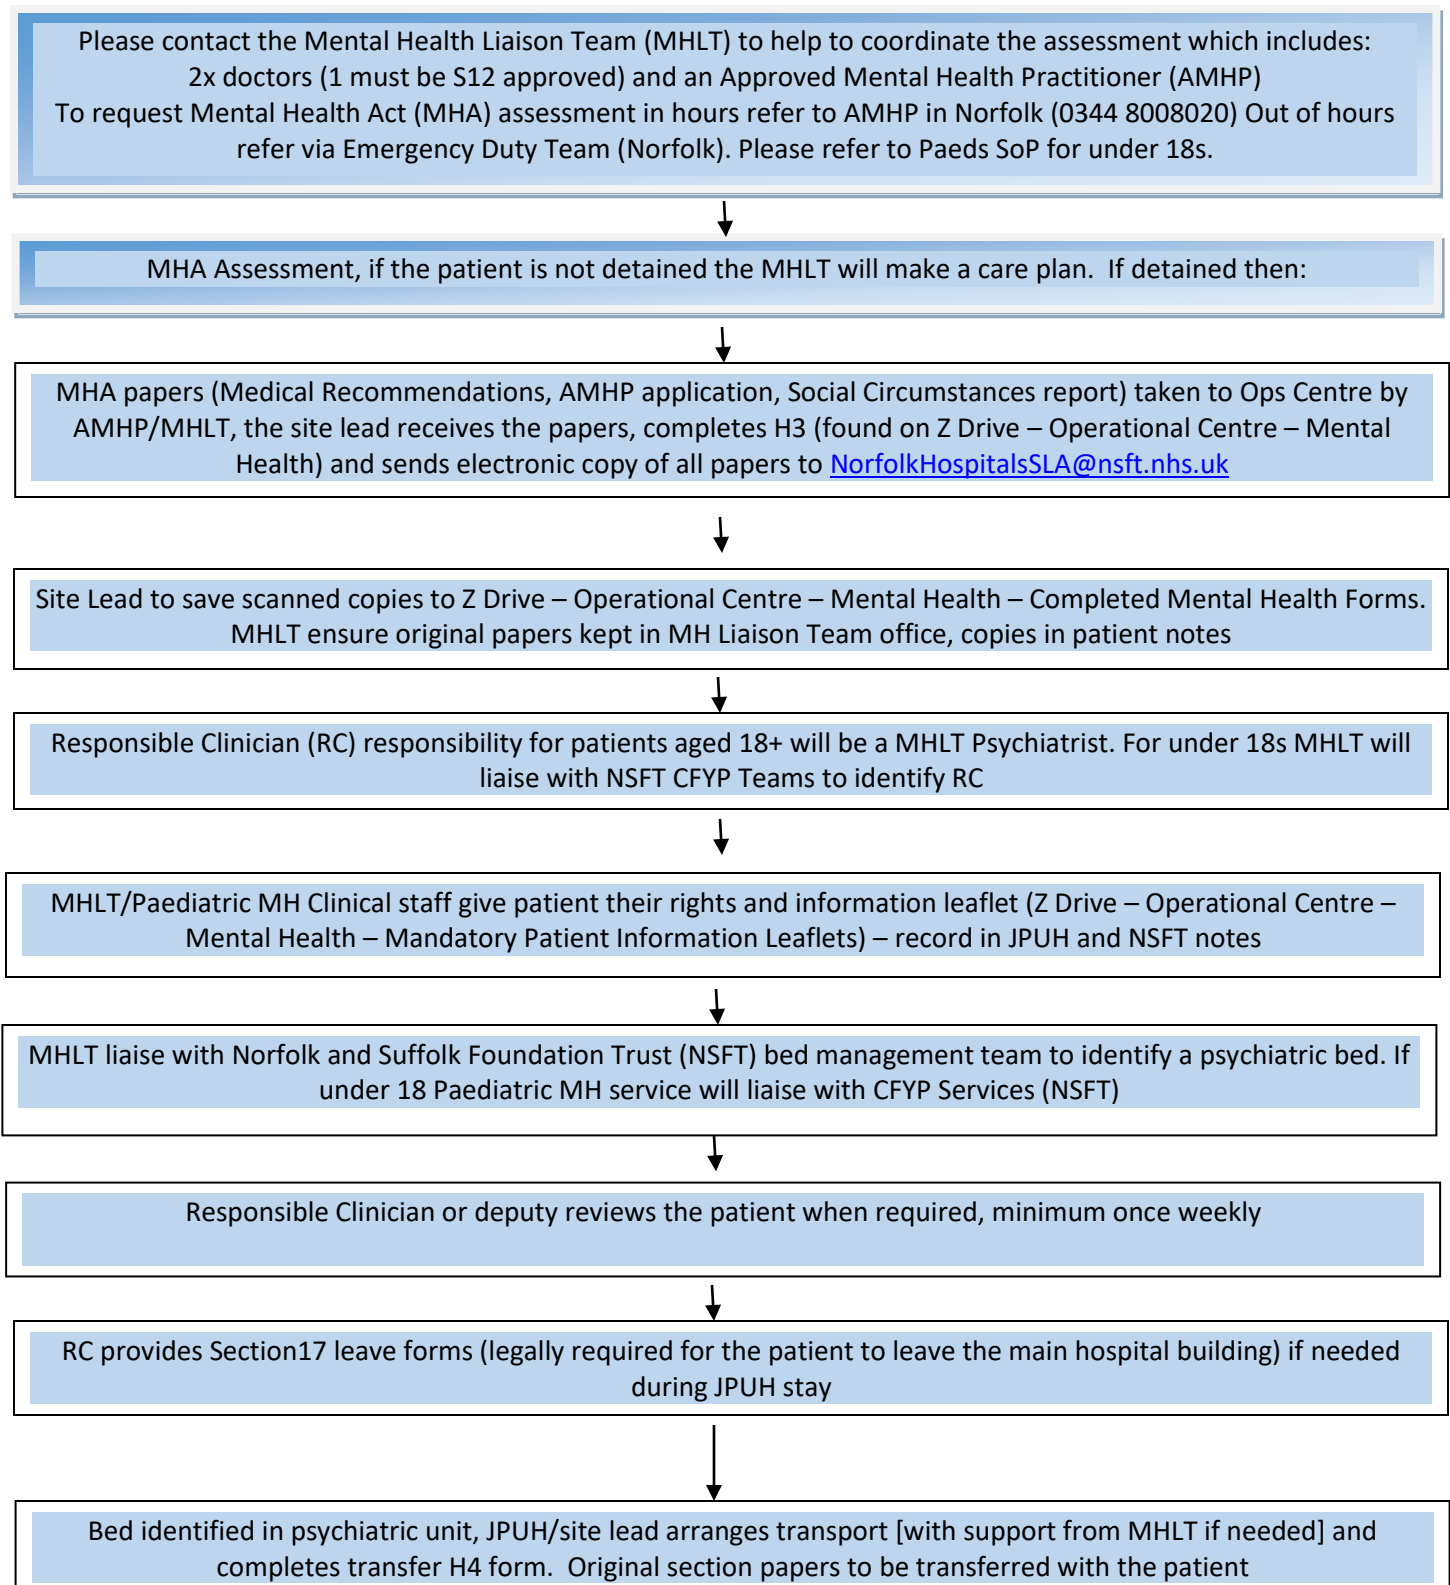 Please contact the Mental Health Liaison Team (MHLT) to help to coordinate the assessment which includes:
2x doctors (1 must be S12 approved) and an Approved Mental Health Practitioner (AMHP)
To request Mental Health Act (MHA) assessment in hours refer to AMHP in Norfolk (0344 8008020) Out of hours
refer via Emergency Duty Team (Norfolk). Please refer to Paeds SoP for under 18s.
MHA Assessment, if the patient is not detained the MHLT will make a care plan.  If detained then:
MHA papers (Medical Recommendations, AMHP application, Social Circumstances report) taken to Ops Centre by
AMHP/MHLT, the site lead receives the papers, completes H3 (found on Z Drive – Operational Centre – Mental
Health) and sends electronic copy of all papers to NorfolkHospitalsSLA@nsft.nhs.uk
Site Lead to save scanned copies to Z Drive – Operational Centre – Mental Health – Completed Mental Health Forms.
MHLT ensure original papers kept in MH Liaison Team office, copies in patient notes
Responsible Clinician (RC) responsibility for patients aged 18+ will be a MHLT Psychiatrist. For under 18s MHLT will
liaise with NSFT CFYP Teams to identify RC
MHLT/Paediatric MH Clinical staff give patient their rights and information leaflet (Z Drive – Operational Centre –
Mental Health – Mandatory Patient Information Leaflets) – record in JPUH and NSFT notes
MHLT liaise with Norfolk and Suffolk Foundation Trust (NSFT) bed management team to identify a psychiatric bed. If
under 18 Paediatric MH service will liaise with CFYP Services (NSFT)
Responsible Clinician or deputy reviews the patient when required, minimum once weekly
RC provides Section17 leave forms (legally required for the patient to leave the main hospital building) if needed
during JPUH stay
Bed identified in psychiatric unit, JPUH/site lead arranges transport [with support from MHLT if needed] and
completes transfer H4 form.  Original section papers to be transferred with the patient